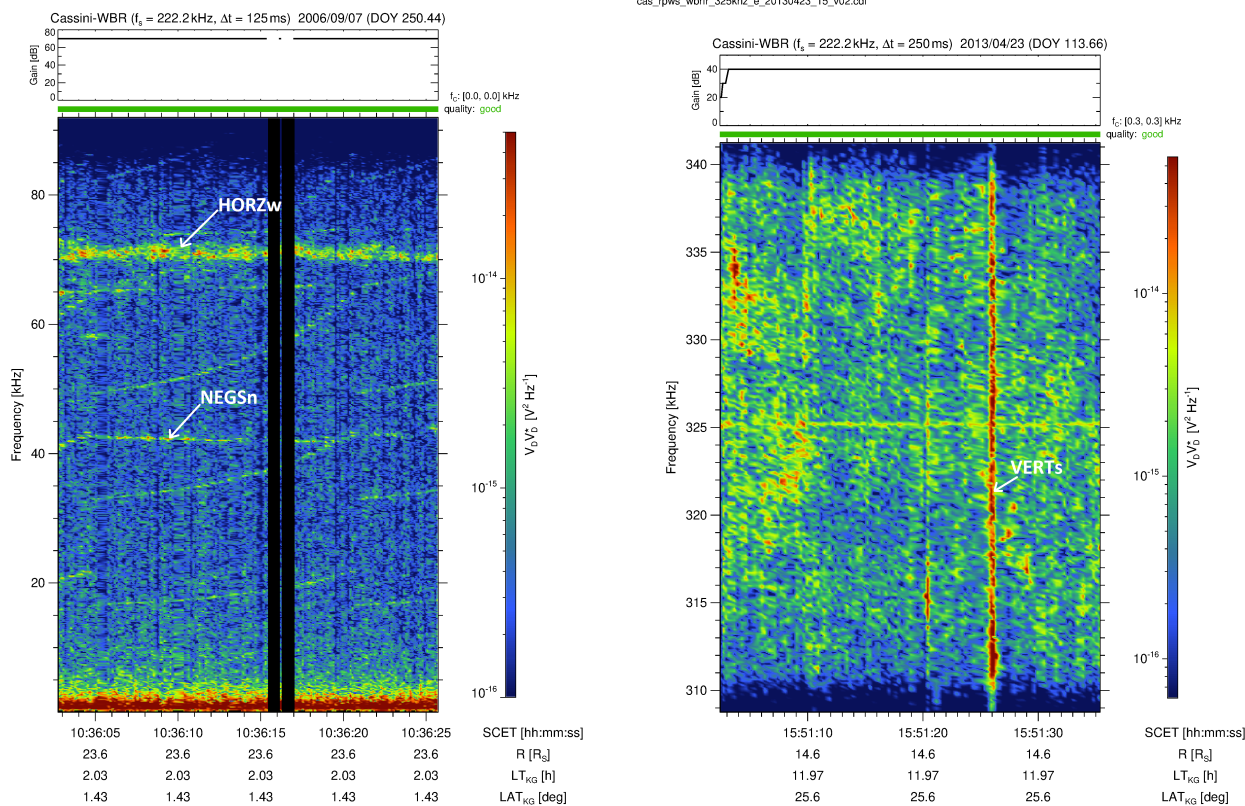 cas_rpws_wbrfr_325khz_e_20130423_15_v02.cdf
Cassini-WBR (fs = 222.2 kHz, Δt = 125 ms) 2006/09/07 (DOY 250.44)
Gain [dB]
80
60
40
20
0
fC: [0.0, 0.0] kHz
quality: good
HORZw
NEGSn
Frequency [kHz]
80
60
40
20
10-14
10-15
10-16
VDV*D [V2 Hz-1]
10:36:05 10:36:10 10:36:15 10:36:20 10:36:25 SCET [hh:mm:ss]
23.6 23.6 23.6 23.6 23.6 R [RS]
2.03 2.03 2.03 2.03 2.03 LTKG [h]
1.43 1.43 1.43 1.43 1.43 LATKG [deg]
Cassini-WBR (fs = 222.2 kHz, Δt = 250 ms) 2013/04/23 (DOY 113.66)
Gain [dB]
40
20
0
fC: [0.3, 0.3] kHz
quality: good
VERTs
Frequency [kHz]
340
335
330
325
320
315
310
10-14
10-15
10-16
VDV*D [V2 Hz-1]
15:51:10 15:51:20 15:51:30 SCET [hh:mm:ss]
14.6 14.6 14.6 R [RS]
11.97 11.97 11.97 LTKG [h]
25.6 25.6 25.6 LATKG [deg]